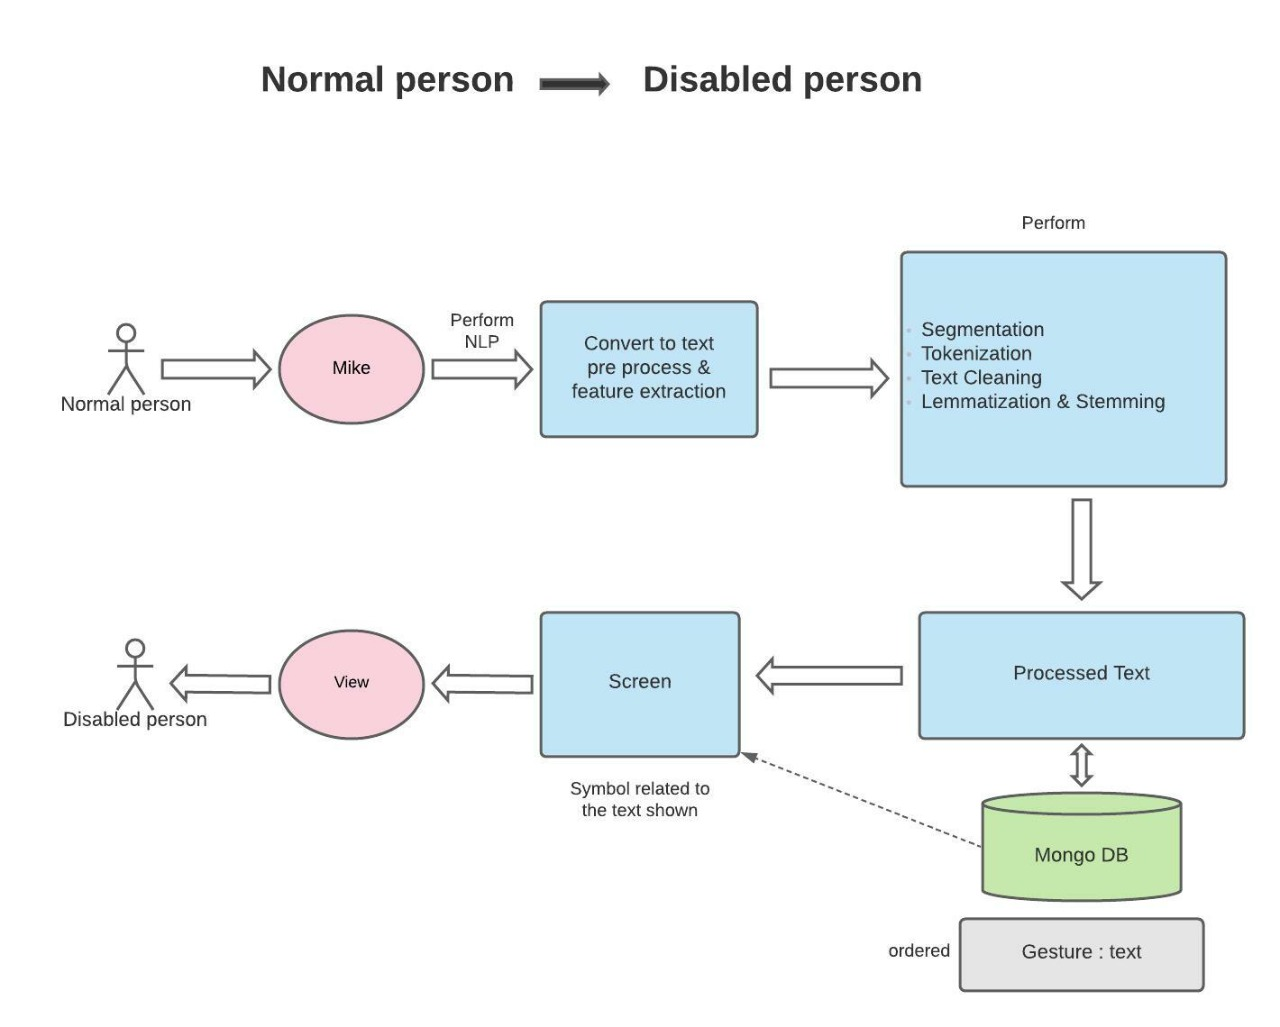 Normal person Disabled person
Perform
Perform
NLP
Normal person
Mike
Convert to text
pre process &
feature extraction
Segmentation
Tokenization
Text Cleaning
Lemmatization & Stemming
Disabled person
View
Screen
Processed Text
Symbol related to
the text shown
Mongo DB
ordered
Gesture : text